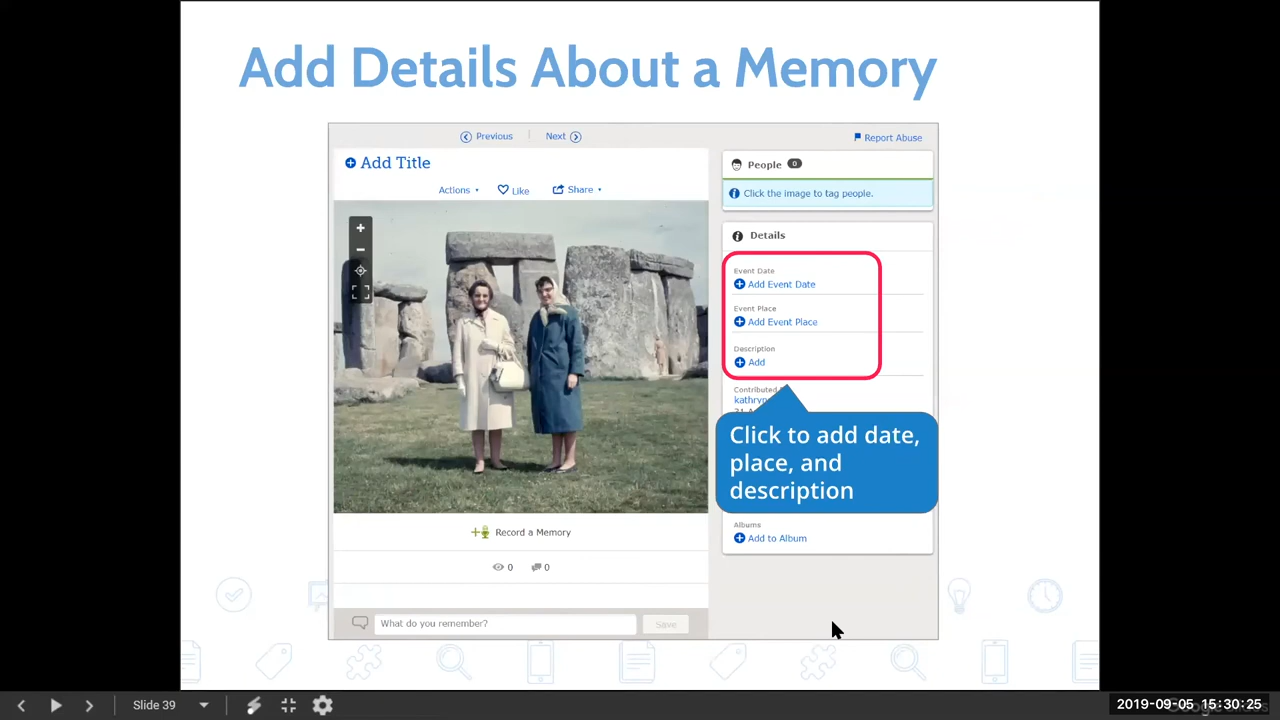 Add Details About a Memory
Previous
Next
Report Abuse
Add Title
Actions
Like
Share
People 0
Click the image to tag people.
Details
Event Date
Add Event Date
Event Place
Add Event Place
Description
Add
Contributed
Click to add date,
place, and
description
Albums
Add to Album
Record a Memory
0
0
What do you remember?
Save
Slide 39
2019-09-05 15:30:25